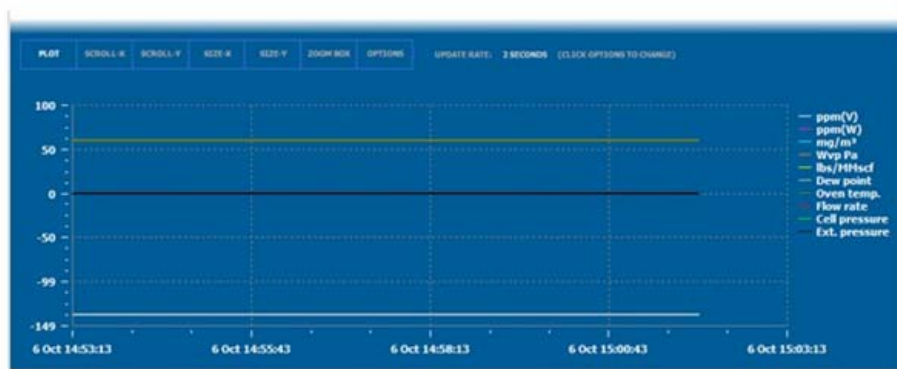 PLOT SCROLL-X SCROLL-Y SIZE-X SIZE-Y ZOOM BOX OPTIONS UPDATE RATE: 2 SECONDS (CLICK OPTIONS TO CHANGE)
100
50
0
-50
-99
-149
6 Oct 14:53:13 6 Oct 14:55:43 6 Oct 14:58:13 6 Oct 15:00:43 6 Oct 15:03:13
ppm(V)
ppm(W)
mg/m³
Wvp Pa
lbs/MMscf
Dew point
Oven temp.
Flow rate
Cell pressure
Ext. pressure